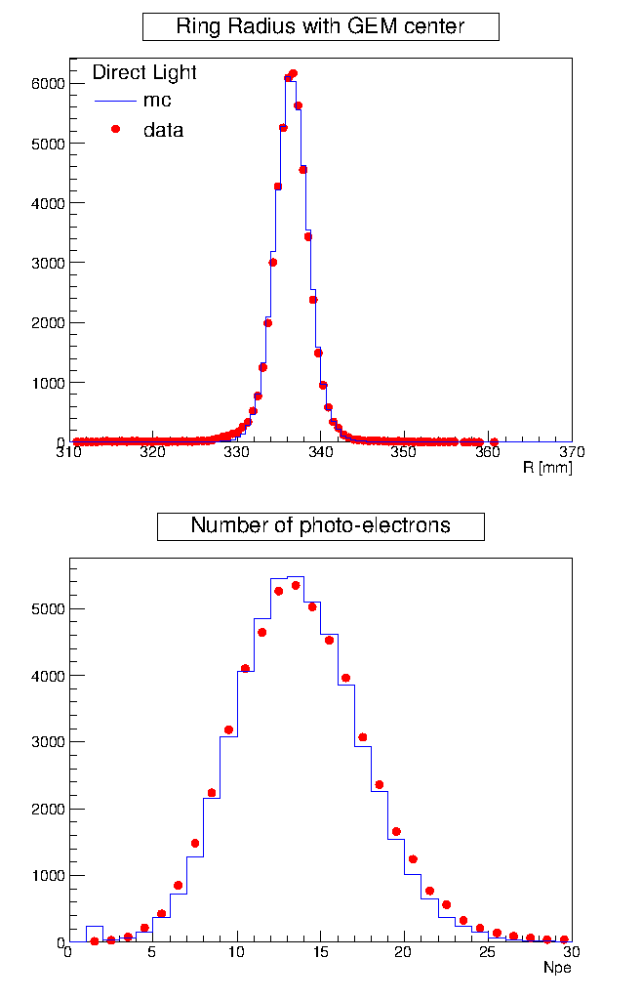 Ring Radius with GEM center
Direct Light
mc
data
6000
5000
4000
3000
2000
1000
0
310 320 330 340 350 360 370
R [mm]
Number of photo-electrons
5000
4000
3000
2000
1000
0
0 5 10 15 20 25 30
Npe